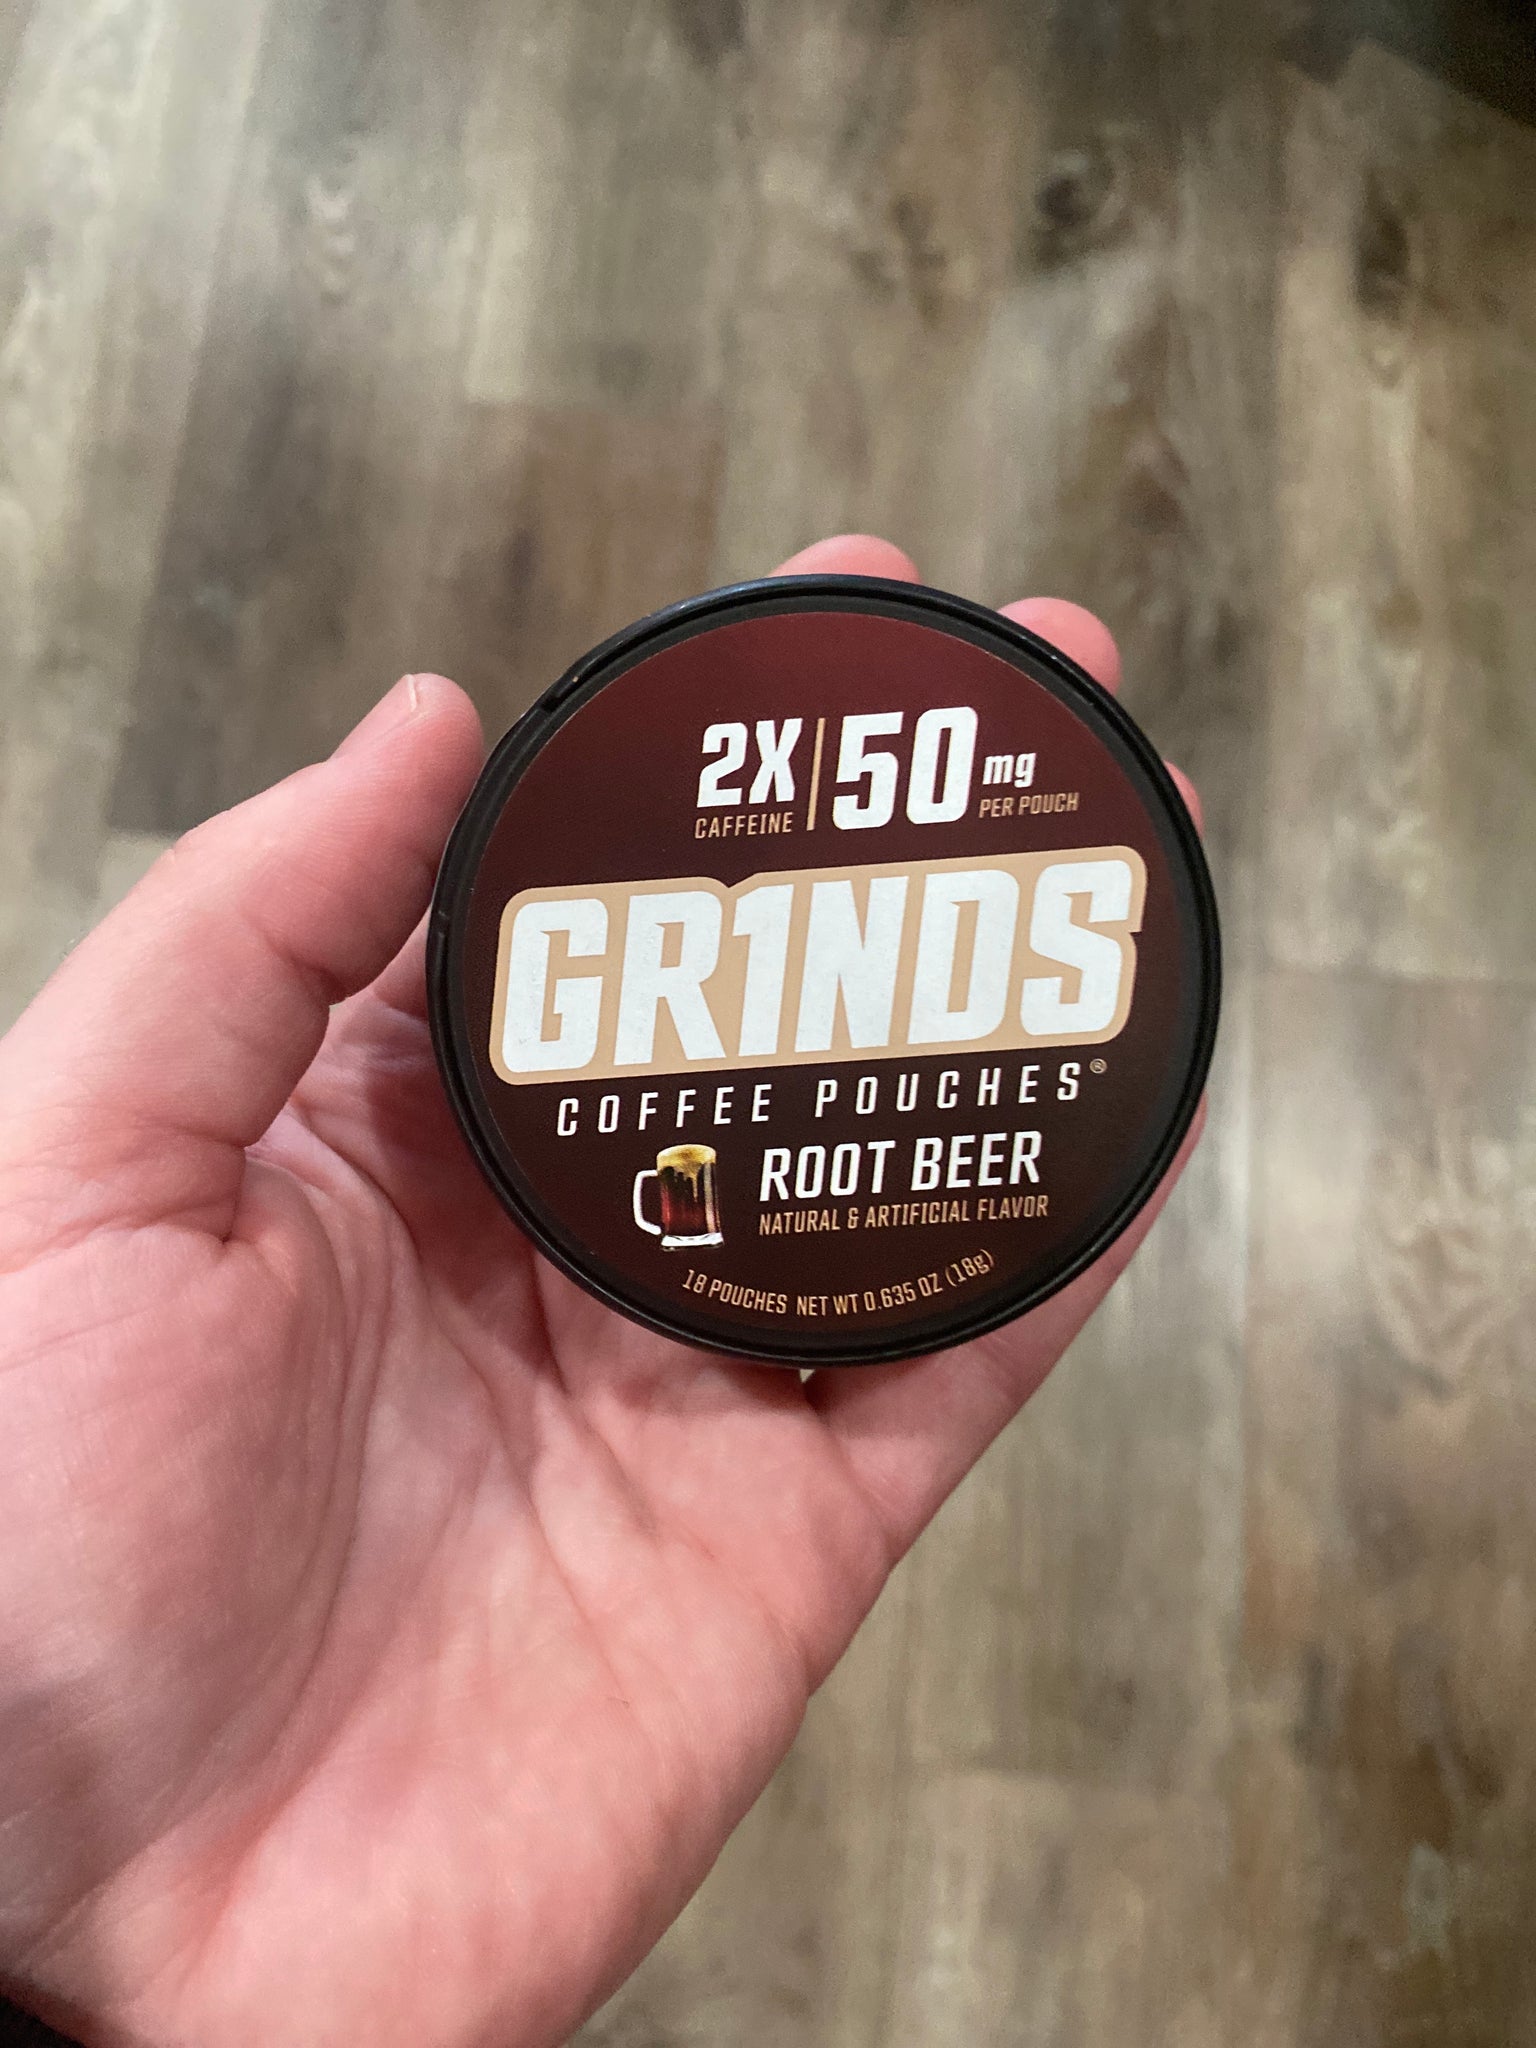 2X 50 mg
CAFFEINE PER POUCH
GR1NDS
COFFEE POUCHES®
ROOT BEER
NATURAL & ARTIFICIAL FLAVOR
18 POUCHES NET WT 0.635 OZ (18g)